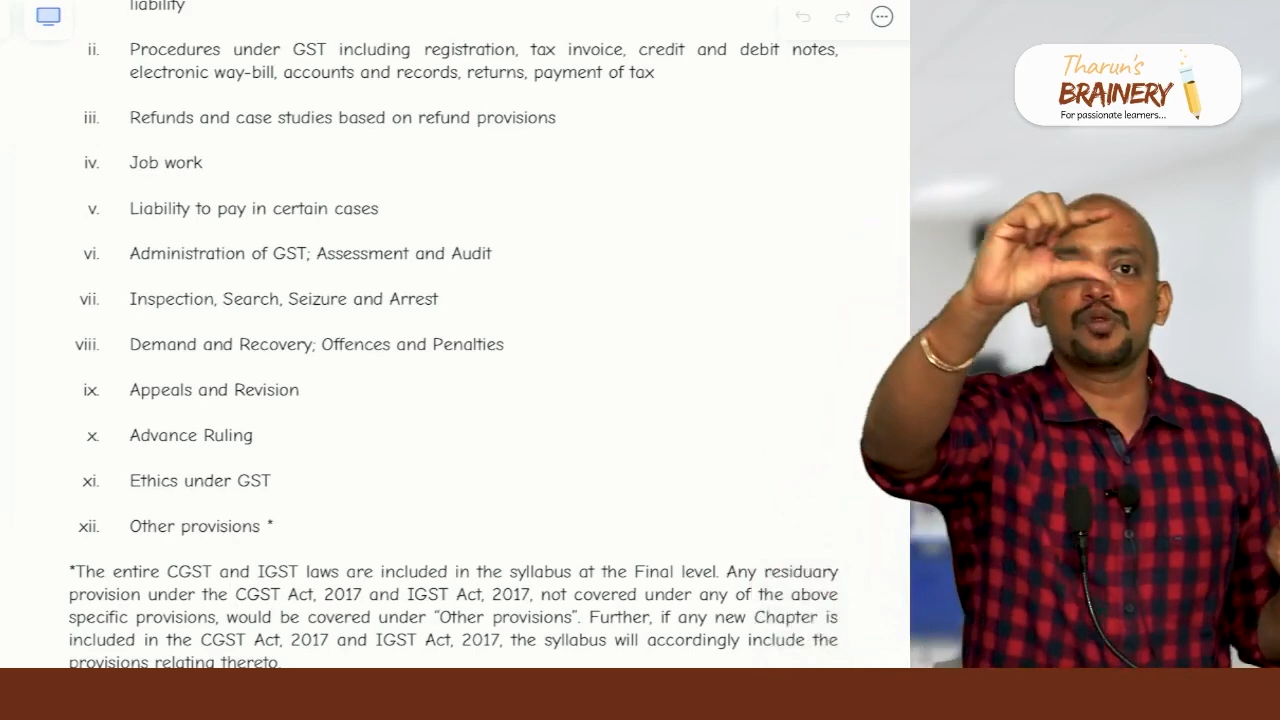 liability
ii. Procedures under GST including registration, tax invoice, credit and debit notes,
electronic way-bill, accounts and records, returns, payment of tax
iii. Refunds and case studies based on refund provisions
iv. Job work
v. Liability to pay in certain cases
vi. Administration of GST; Assessment and Audit
vii. Inspection, Search, Seizure and Arrest
viii. Demand and Recovery; Offences and Penalties
ix. Appeals and Revision
x. Advance Ruling
xi. Ethics under GST
xii. Other provisions *
*The entire CGST and IGST laws are included in the syllabus at the Final level. Any residuary
provision under the CGST Act, 2017 and IGST Act, 2017, not covered under any of the above
specific provisions, would be covered under “Other provisions”. Further, if any new Chapter is
included in the CGST Act, 2017 and IGST Act, 2017, the syllabus will accordingly include the
provisions relating thereto.
Tharun's
BRAINERY
For passionate learners...